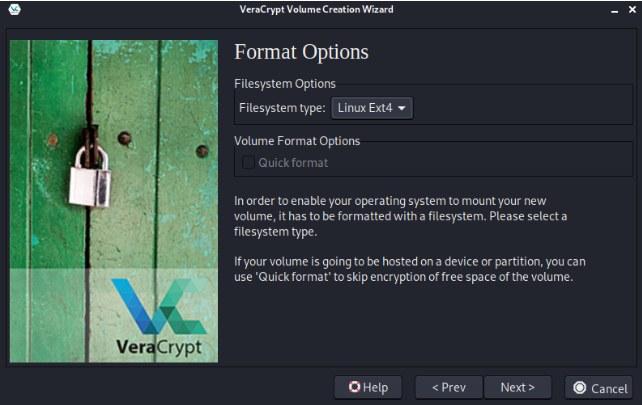 VeraCrypt Volume Creation Wizard
Format Options
Filesystem Options
Filesystem type: Linux Ext4
Volume Format Options
Quick format
In order to enable your operating system to mount your new
volume, it has to be formatted with a filesystem. Please select a
filesystem type.
If your volume is going to be hosted on a device or partition, you can
use 'Quick format' to skip encryption of free space of the volume.
VeraCrypt
Help
< Prev
Next >
Cancel